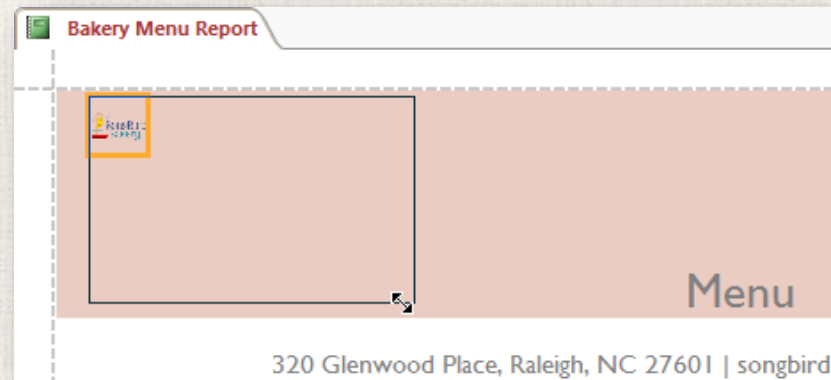 Bakery Menu Report
Menu
320 Glenwood Place, Raleigh, NC 27601 | songbird